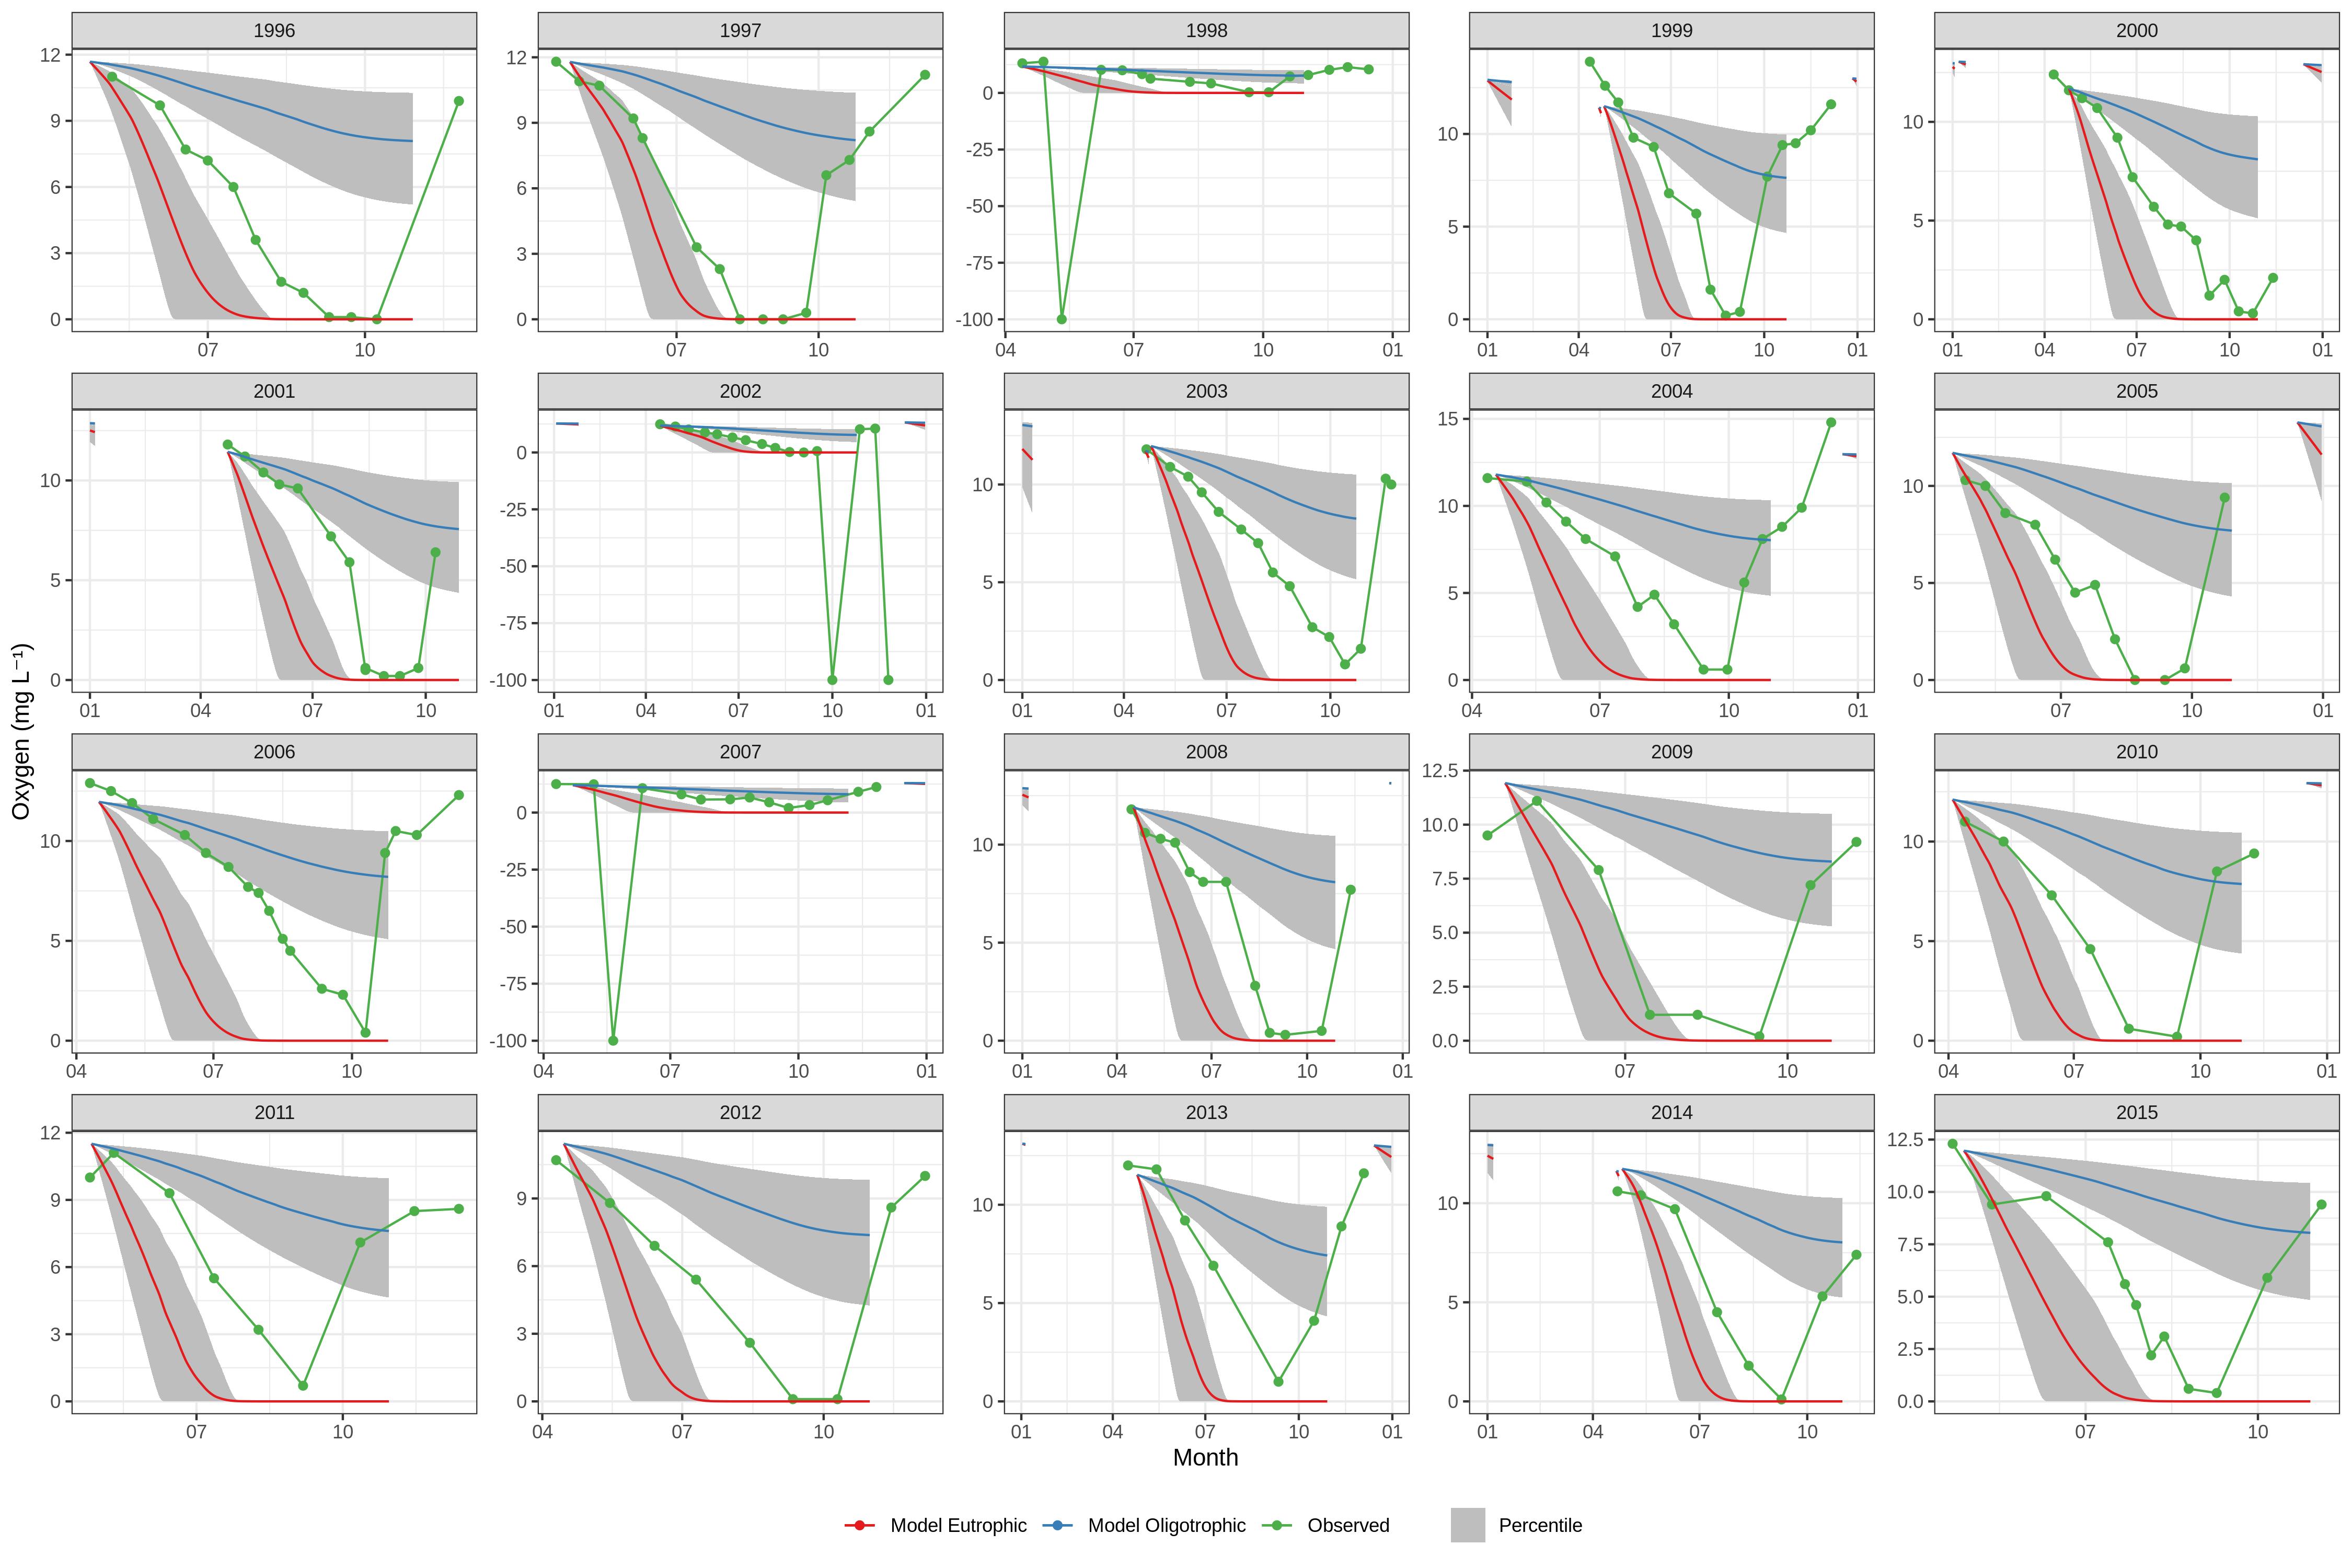 1996 1997 1998 1999 2000
12 9 6 3 0
12 9 6 3 0
0 -25 -50 -75 -100
10 5 0
10 5 0
07 10
07 10
04 07 10 01
01 04 07 10 01
01 04 07 10 01
2001 2002 2003 2004 2005
10 5 0
0 -25 -50 -75 -100
10 5 0
15 10 5 0
10 5 0
01 04 07 10
01 04 07 10 01
01 04 07 10
04 07 10 01
07 10 01
Oxygen (mg L⁻¹)
2006 2007 2008 2009 2010
10 5 0
0 -25 -50 -75 -100
10 5 0
12.5 10.0 7.5 5.0 2.5 0.0
10 5 0
04 07 10
04 07 10 01
01 04 07 10 01
07 10
04 07 10 01
2011 2012 2013 2014 2015
12 9 6 3 0
9 6 3 0
10 5 0
10 5 0
12.5 10.0 7.5 5.0 2.5 0.0
07 10
04 07 10
01 04 07 10 01
01 04 07 10
07 10
Month
Model Eutrophic Model Oligotrophic Observed Percentile